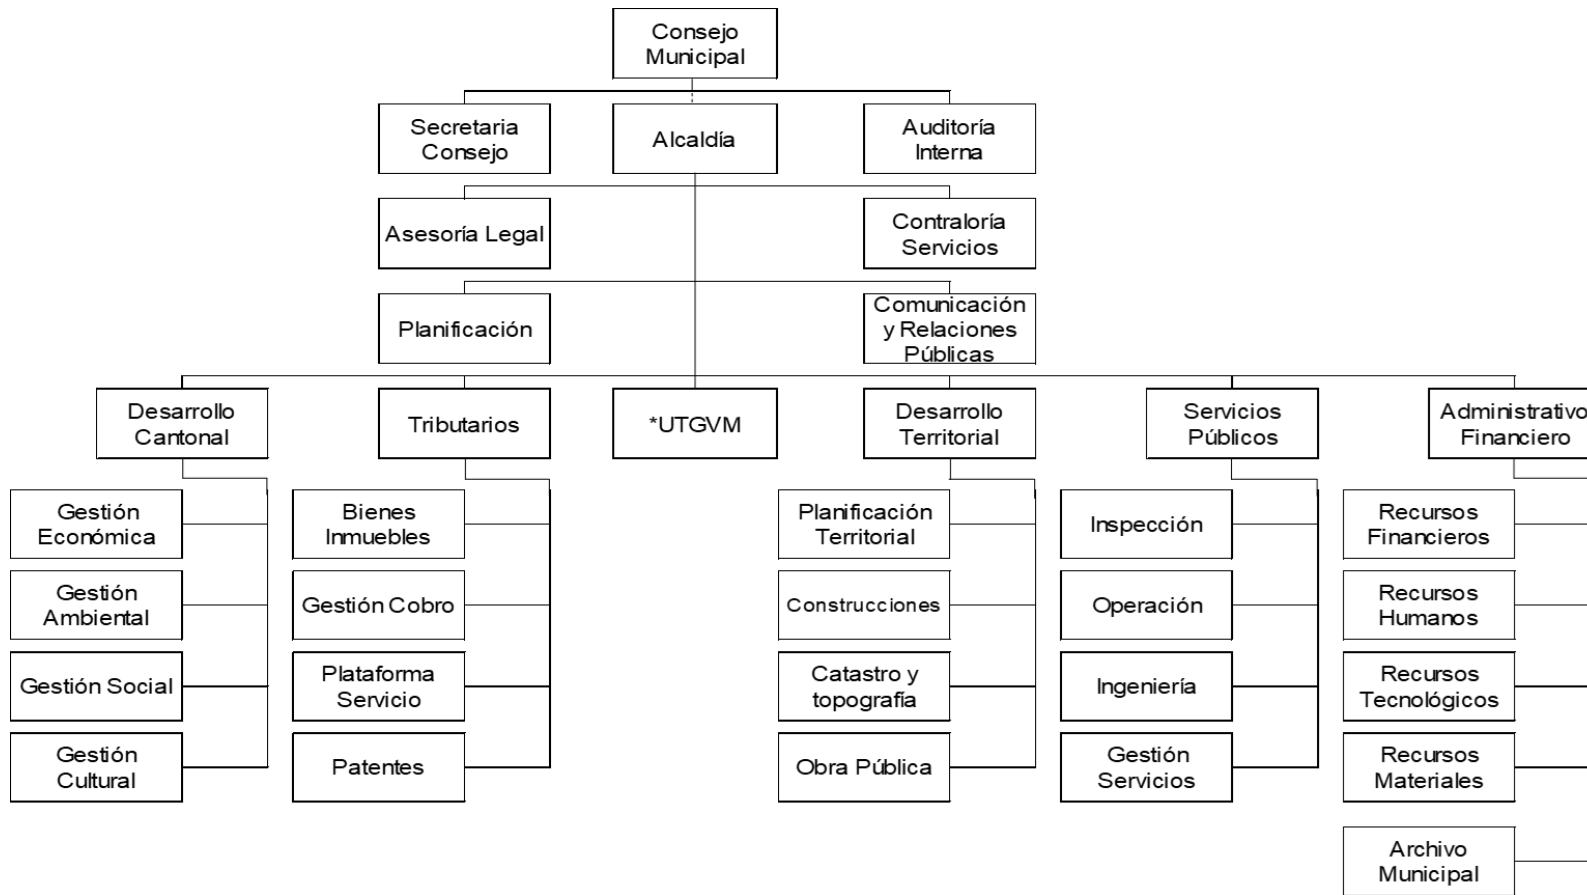 Consejo
Municipal
Secretaria
Consejo
Alcaldía
Auditoría
Interna
Asesoría Legal
Contraloría
Servicios
Planificación
Comunicación
y Relaciones
Públicas
Desarrollo
Cantonal
Tributarios
*UTGVM
Desarrollo
Territorial
Servicios
Públicos
Administrativo
Financiero
Gestión
Económica
Bienes
Inmuebles
Planificación
Territorial
Inspección
Recursos
Financieros
Gestión
Ambiental
Gestión Cobro
Construcciones
Operación
Recursos
Humanos
Gestión Social
Plataforma
Servicio
Catastro y
topografía
Ingeniería
Recursos
Tecnológicos
Gestión
Cultural
Patentes
Obra Pública
Gestión
Servicios
Recursos
Materiales
Archivo
Municipal